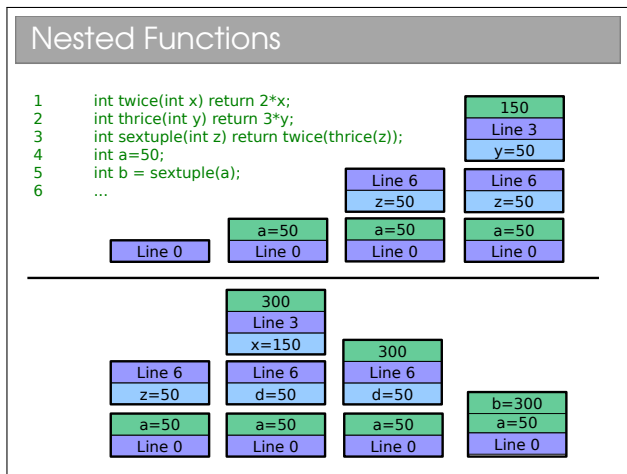 Nested Functions
1 int twice(int x) return 2*x;
2 int thrice(int y) return 3*y;
3 int sextuple(int z) return twice(thrice(z));
4 int a=50;
5 int b = sextuple(a);
6 ...
Line 0
a=50
Line 0
Line 6
z=50
a=50
Line 0
150
Line 3
y=50
Line 6
z=50
a=50
Line 0
Line 6
z=50
a=50
Line 0
300
Line 3
x=150
Line 6
d=50
a=50
Line 0
300
Line 6
d=50
a=50
Line 0
b=300
a=50
Line 0